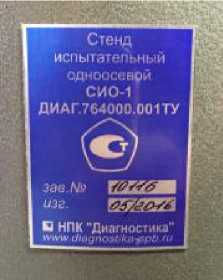 Стенд
испытательный
одноосевой
СИО-1
ДИАГ.764000.001ТУ
зав.№ 10116
изг. 05/2016
НПК "Диагностика"
www.diagnostika-spb.ru